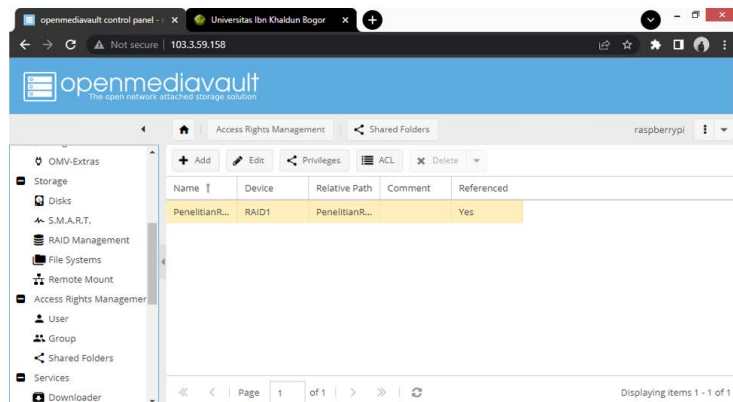 openmediavault control panel -
Universitas Ibn Khaldun Bogor
Not secure | 103.3.59.158
openmediavault
The open network attached storage solution
Access Rights Management
Shared Folders
raspberrypi
OMV-Extras
Storage
Disks
S.M.A.R.T.
RAID Management
File Systems
Remote Mount
Access Rights Managemen
User
Group
Shared Folders
Services
Downloader
Add Edit Privileges ACL Delete
Name Device Relative Path Comment Referenced
PenelitianR... RAID1 PenelitianR... Yes
Page 1 of 1
Displaying items 1 - 1 of 1